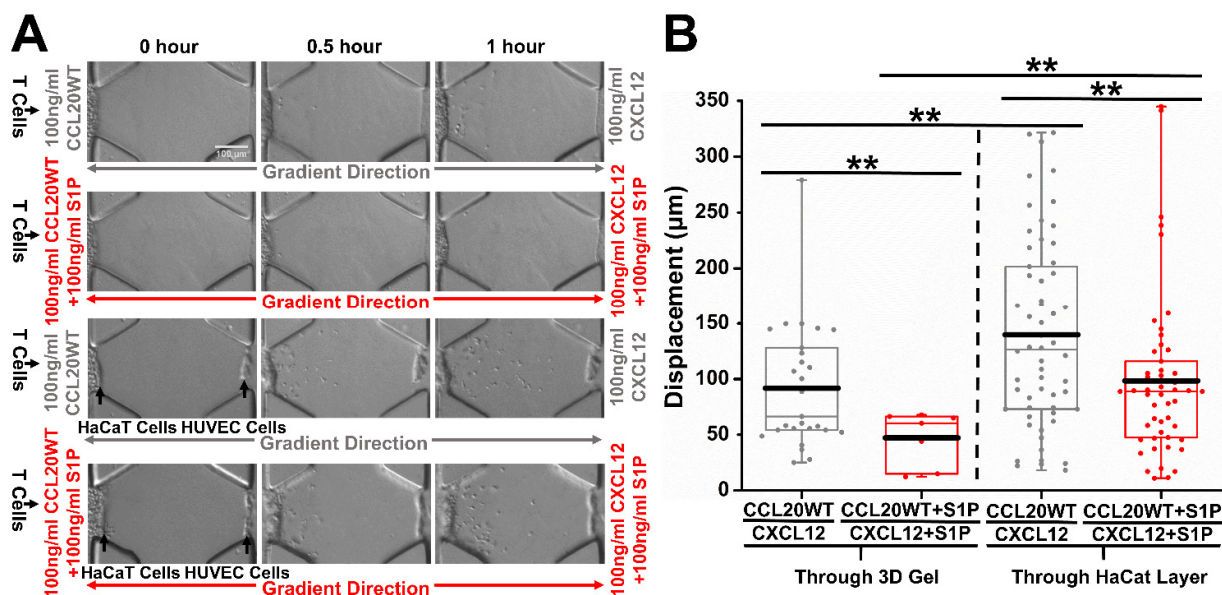 A
0 hour
0.5 hour
1 hour
T Cells
100ng/ml
CCL20WT
100 μm
100ng/ml
CXCL12
Gradient Direction
T Cells
100ng/ml CCL20WT
+100ng/ml S1P
100ng/ml CXCL12
+100ng/ml S1P
Gradient Direction
T Cells
100ng/ml
CCL20WT
100ng/ml
CXCL12
HaCaT Cells HUVEC Cells
Gradient Direction
T Cells
100ng/ml CCL20WT
+100ng/ml S1P
100ng/ml CXCL12
+100ng/ml S1P
HaCaT Cells HUVEC Cells
Gradient Direction
B
**
**
**
**
Displacement (μm)
350
300
250
200
150
100
50
0
CCL20WT
CXCL12
CCL20WT+S1P
CXCL12+S1P
CCL20WT
CXCL12
CCL20WT+S1P
CXCL12+S1P
Through 3D Gel
Through HaCat Layer